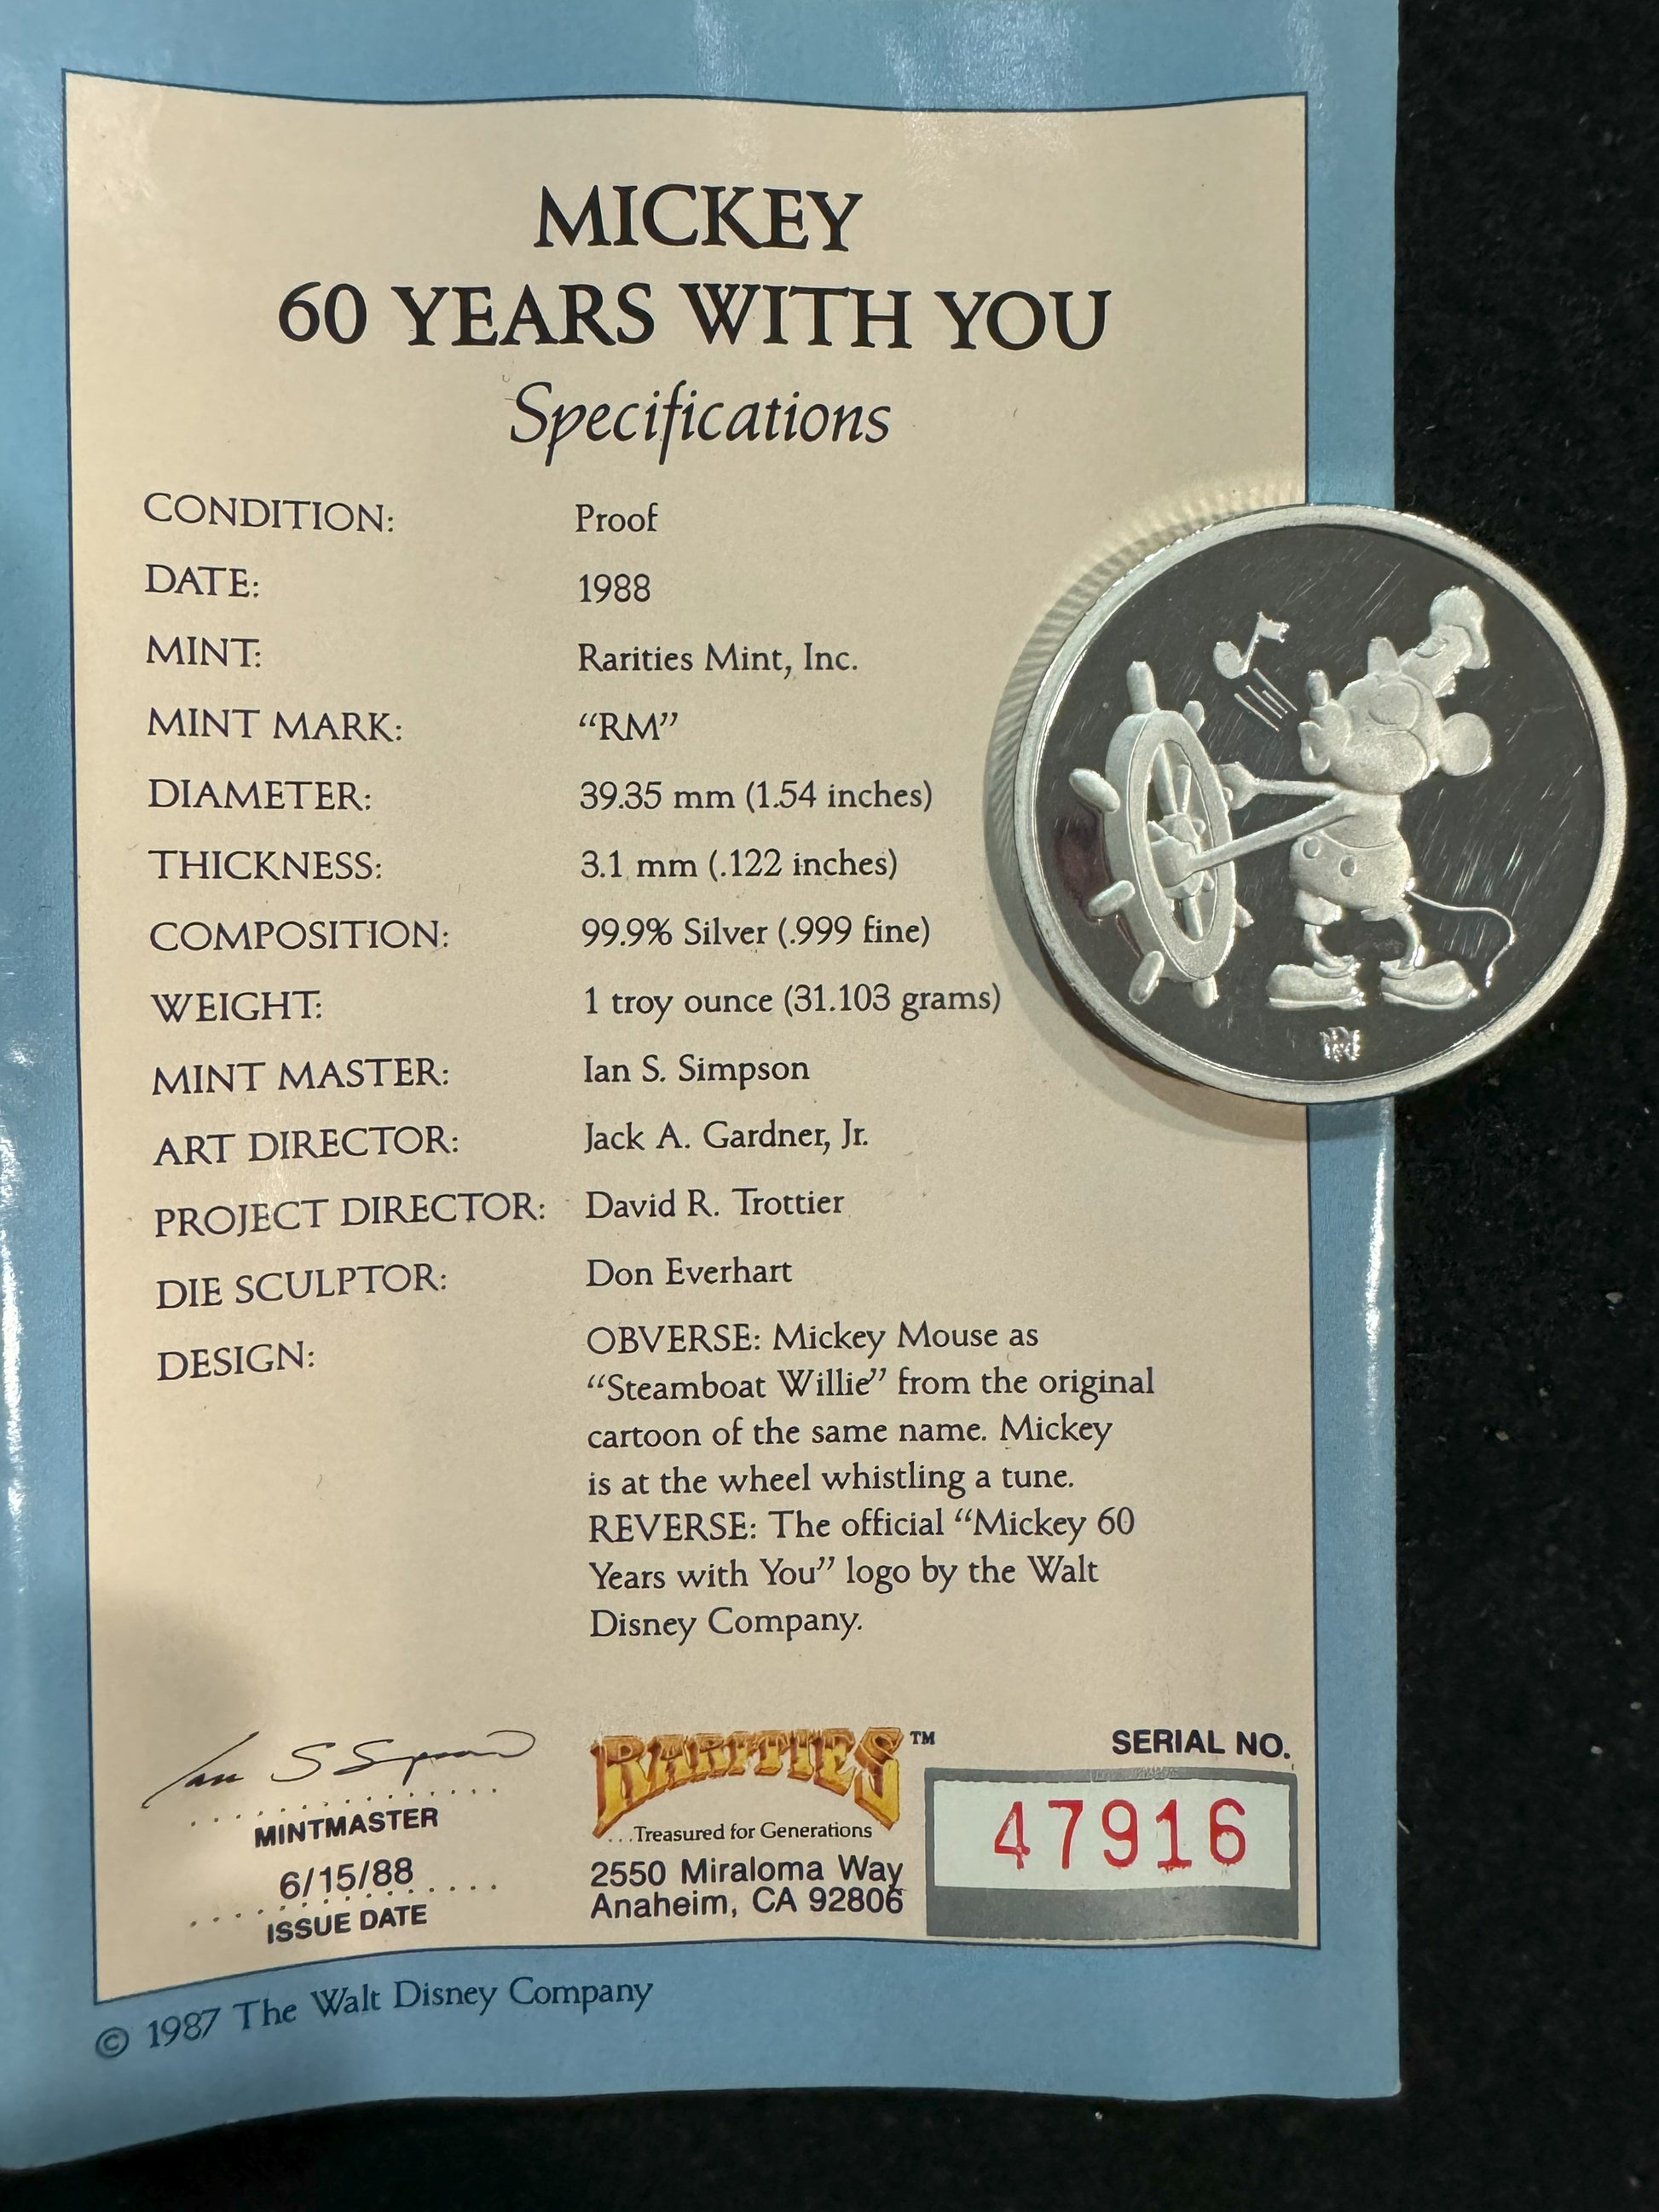 MICKEY
60 YEARS WITH YOU
Specifications
CONDITION: Proof
DATE: 1988
MINT: Rarities Mint, Inc.
MINT MARK: “RM”
DIAMETER: 39.35 mm (1.54 inches)
THICKNESS: 3.1 mm (.122 inches)
COMPOSITION: 99.9% Silver (.999 fine)
WEIGHT: 1 troy ounce (31.103 grams)
MINT MASTER: Ian S. Simpson
ART DIRECTOR: Jack A. Gardner, Jr.
PROJECT DIRECTOR: David R. Trottier
DIE SCULPTOR: Don Everhart
DESIGN: OBVERSE: Mickey Mouse as
“Steamboat Willie” from the original
cartoon of the same name. Mickey
is at the wheel whistling a tune.
REVERSE: The official “Mickey 60
Years with You” logo by the Walt
Disney Company.
Ian S Simpson
MINTMASTER
6/15/88
ISSUE DATE
RARITIES™
...Treasured for Generations
2550 Miraloma Way
Anaheim, CA 92806
SERIAL NO.
47916
© 1987 The Walt Disney Company
RM